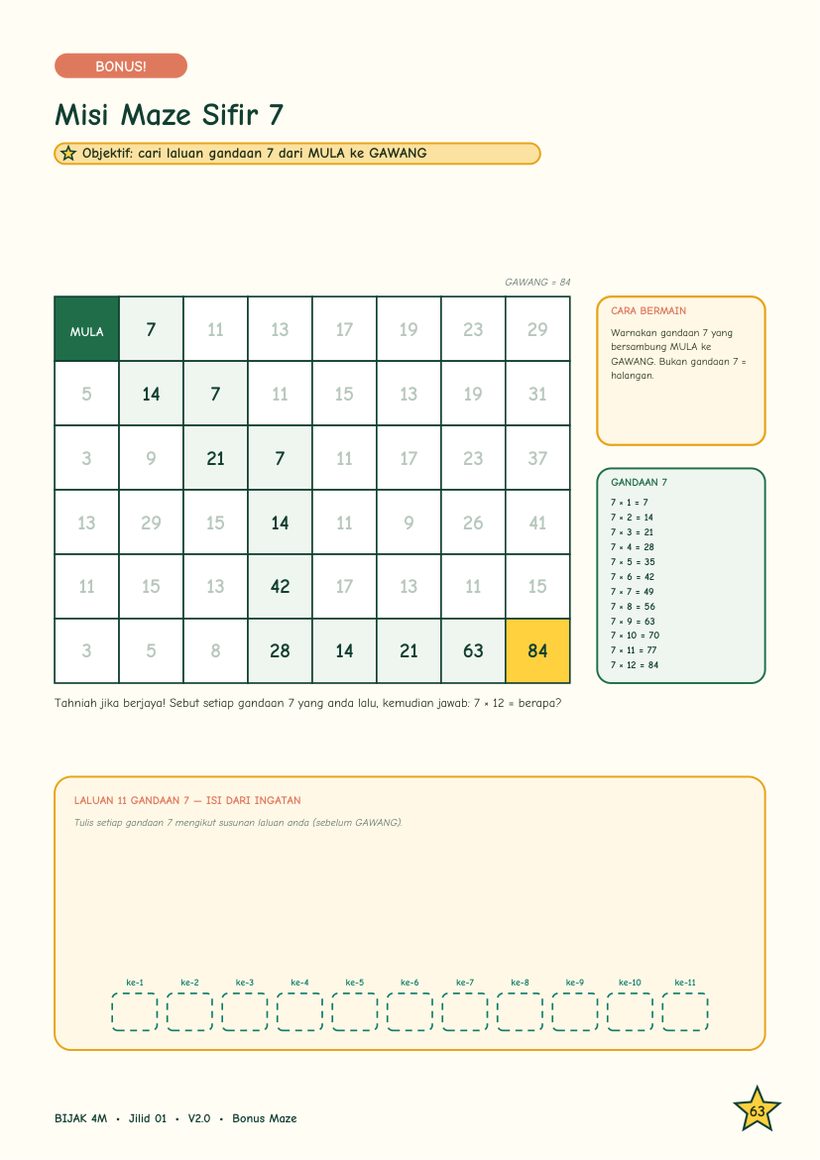 BONUS!
Misi Maze Sifir 7
Objektif: cari laluan gandaan 7 dari MULA ke GAWANG
GAWANG = 84
MULA 7 11 13 17 19 23 29
5 14 7 11 15 13 19 31
3 9 21 7 11 17 23 37
13 29 15 14 11 9 26 41
11 15 13 42 17 13 11 15
3 5 8 28 14 21 63 84
CARA BERMAIN
Warnakan gandaan 7 yang
bersambung MULA ke
GAWANG. Bukan gandaan 7 =
halangan.
GANDAAN 7
7 × 1 = 7
7 × 2 = 14
7 × 3 = 21
7 × 4 = 28
7 × 5 = 35
7 × 6 = 42
7 × 7 = 49
7 × 8 = 56
7 × 9 = 63
7 × 10 = 70
7 × 11 = 77
7 × 12 = 84
Tahniah jika berjaya! Sebut setiap gandaan 7 yang anda lalu, kemudian jawab: 7 × 12 = berapa?
LALUAN 11 GANDAAN 7 — ISI DARI INGATAN
Tulis setiap gandaan 7 mengikut susunan laluan anda (sebelum GAWANG).
ke-1 ke-2 ke-3 ke-4 ke-5 ke-6 ke-7 ke-8 ke-9 ke-10 ke-11
BIJAK 4M • Jilid 01 • V2.0 • Bonus Maze
63